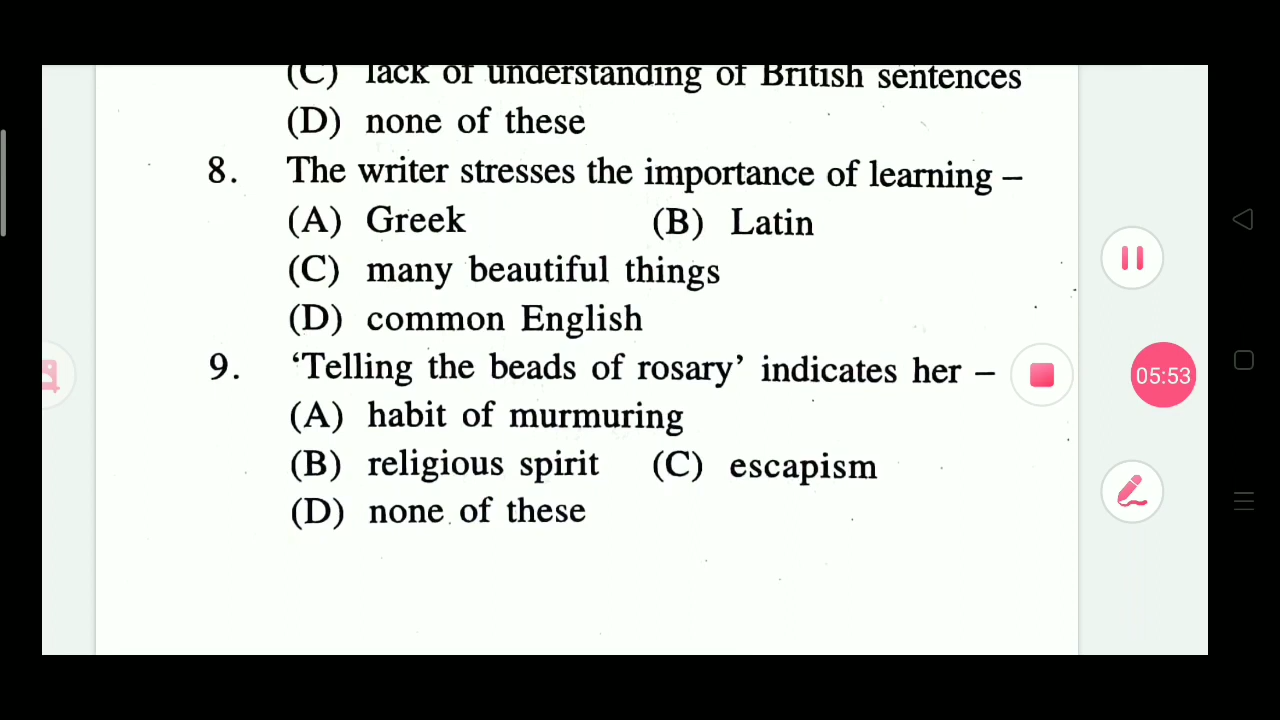 (C) lack of understanding of British sentences
(D) none of these
8. The writer stresses the importance of learning –
(A) Greek (B) Latin
(C) many beautiful things
(D) common English
9. ‘Telling the beads of rosary’ indicates her –
(A) habit of murmuring
(B) religious spirit (C) escapism
(D) none of these
05:53